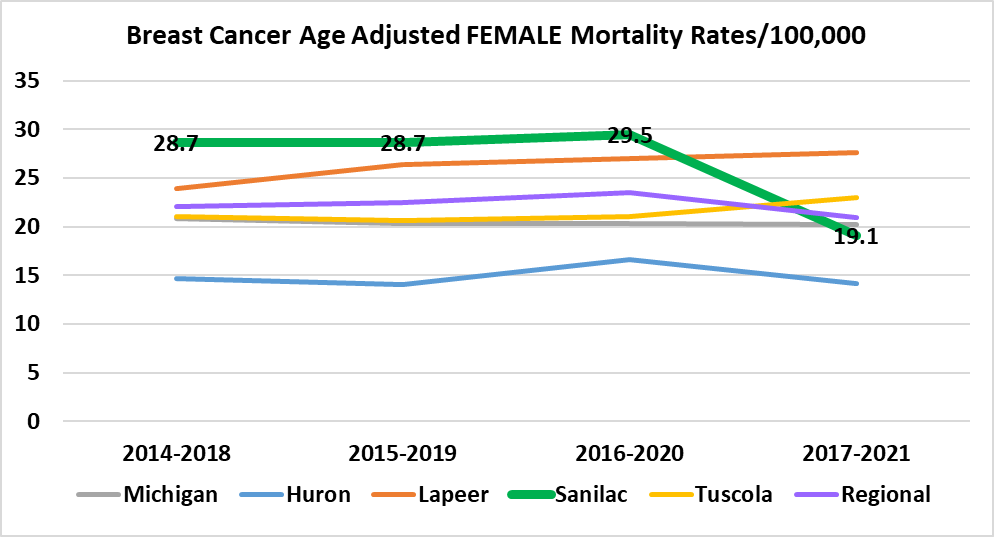 Breast Cancer Age Adjusted FEMALE Mortality Rates/100,000
35
30
25
20
15
10
5
0
28.7 28.7 29.5 19.1
2014-2018 2015-2019 2016-2020 2017-2021
Michigan Huron Lapeer Sanilac Tuscola Regional